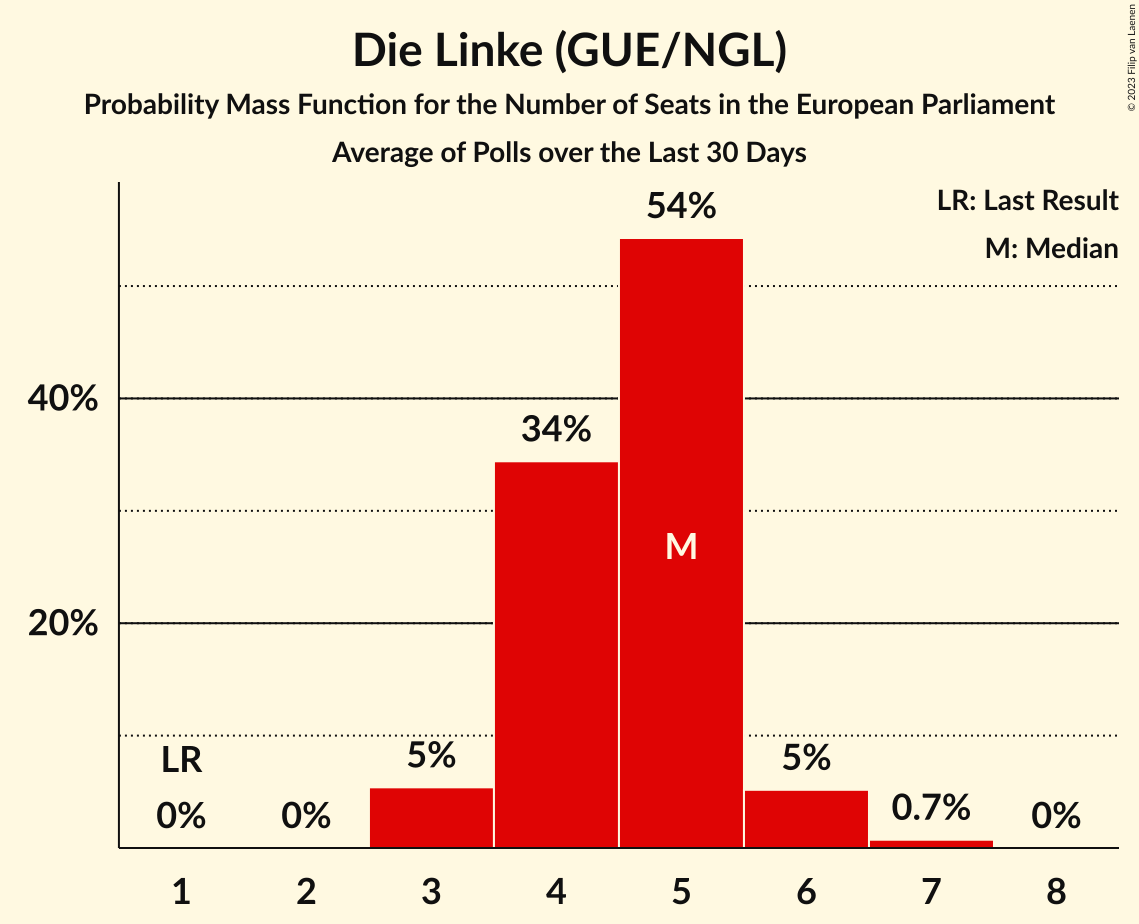 Die Linke (GUE/NGL)
Probability Mass Function for the Number of Seats in the European Parliament
Average of Polls over the Last 30 Days
© 2023 Filip van Laenen
LR: Last Result
M: Median
54%
40%
34%
M
20%
LR
5%
5%
0%
0%
0.7%
0%
1 2 3 4 5 6 7 8